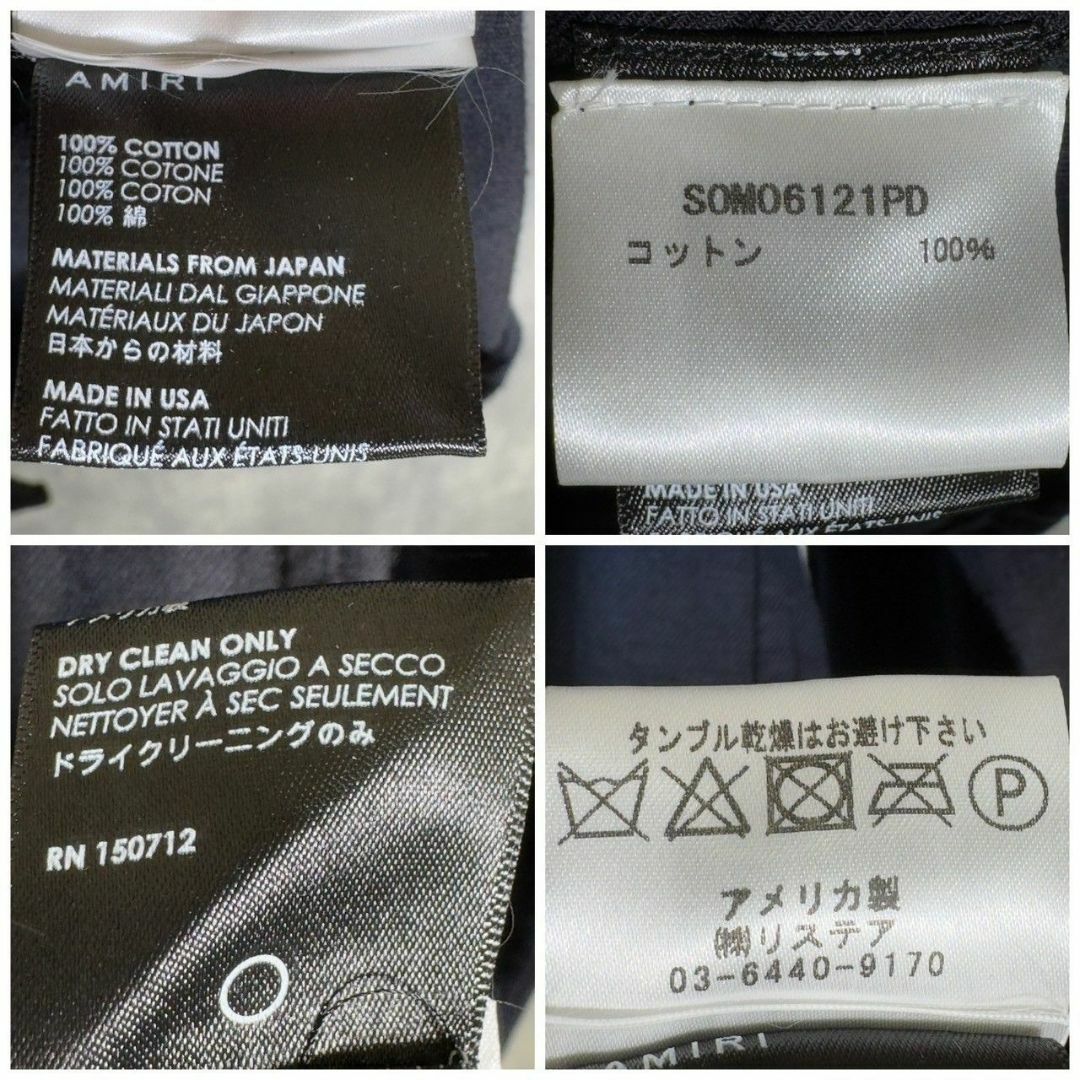 AMIRI
100% COTTON
100% COTONE
100% COTON
100% 綿
MATERIALS FROM JAPAN
MATERIALI DAL GIAPPONE
MATÉRIAUX DU JAPON
日本からの材料
MADE IN USA
FATTO IN STATI UNITI
FABRIQUÉ AUX ÉTATS-UNIS
SOM06121PD
コットン 100%
MADE IN USA
FATTO IN STATI UNITI
FABRIQUÉ AUX ÉTATS-UNIS
DRY CLEAN ONLY
SOLO LAVAGGIO A SECCO
NETTOYER À SEC SEULEMENT
ドライクリーニングのみ
RN 150712
タンブル乾燥はお避け下さい
P
アメリカ製
㈱リステア
03-6440-9170
AMIRI